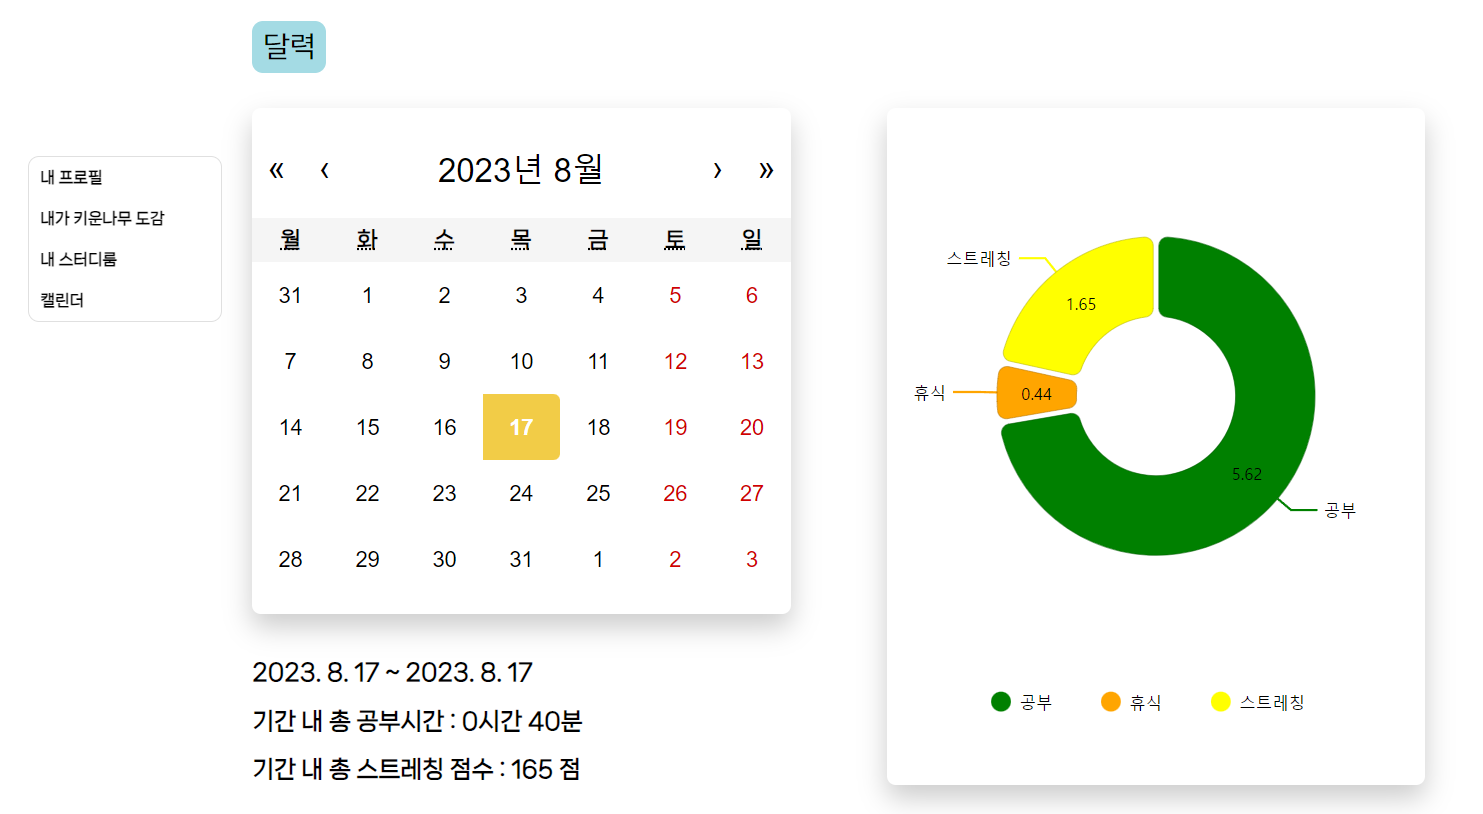 달력
내 프로필
내가 키운나무 도감
내 스터디룸
캘린더
« ‹ 2023년 8월 › »
월 화 수 목 금 토 일
31 1 2 3 4 5 6
7 8 9 10 11 12 13
14 15 16 17 18 19 20
21 22 23 24 25 26 27
28 29 30 31 1 2 3
2023. 8. 17 ~ 2023. 8. 17
기간 내 총 공부시간 : 0시간 40분
기간 내 총 스트레칭 점수 : 165 점
스트레칭
1.65
휴식
0.44
5.62
공부
공부 휴식 스트레칭